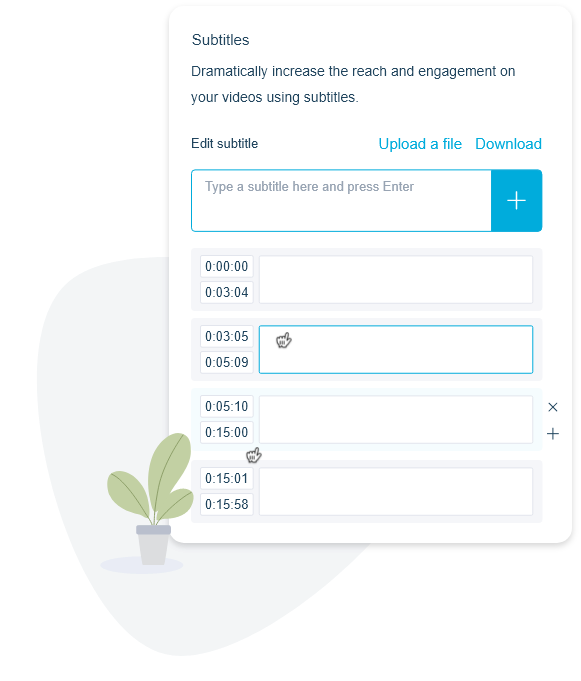 Subtitles
Dramatically increase the reach and engagement on
your videos using subtitles.
Edit subtitle Upload a file Download
Type a subtitle here and press Enter
0:00:00
0:03:04
0:03:05
0:05:09
0:05:10
0:15:00
0:15:01
0:15:58